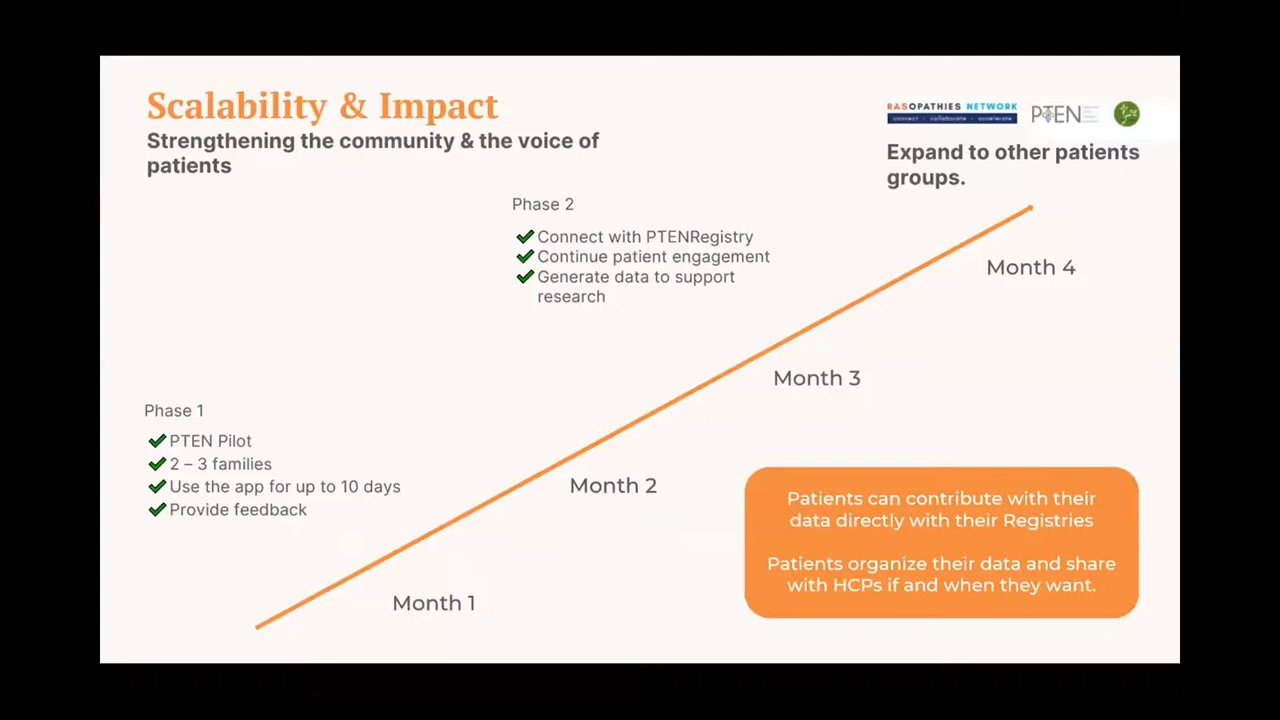 Scalability & Impact
Strengthening the community & the voice of
patients
RASOPATHIES NETWORK
connect · collaborate · accelerate
PTEN
Expand to other patients
groups.
Phase 2
Connect with PTENRegistry
Continue patient engagement
Generate data to support
research
Month 4
Month 3
Phase 1
PTEN Pilot
2 – 3 families
Use the app for up to 10 days
Provide feedback
Month 2
Month 1
Patients can contribute with their
data directly with their Registries
Patients organize their data and share
with HCPs if and when they want.